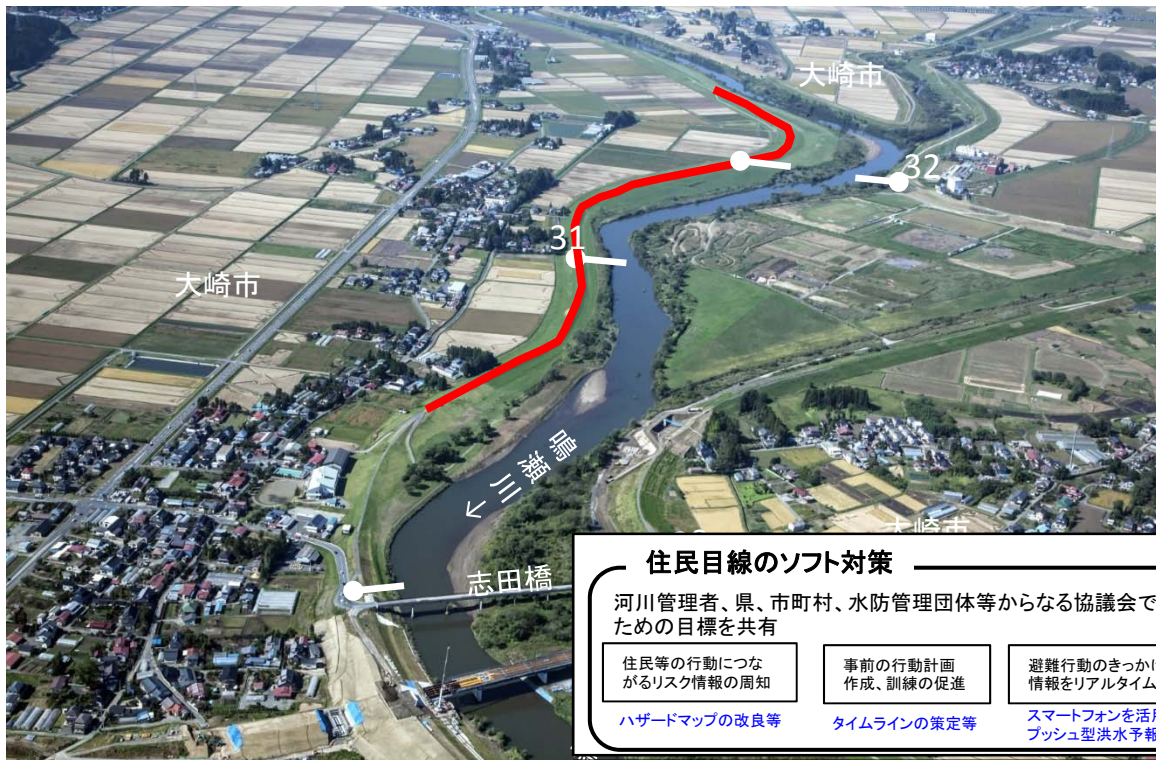 大崎市
32
31
大崎市
鳴瀬川
大崎市
志田橋
住民目線のソフト対策
河川管理者、県、市町村、水防管理団体等からなる協議会で
ための目標を共有
住民等の行動につな
がるリスク情報の周知
ハザードマップの改良等
事前の行動計画
作成、訓練の促進
タイムラインの策定等
避難行動のきっか
情報をリアルタイム
スマートフォンを活
プッシュ型洪水予報